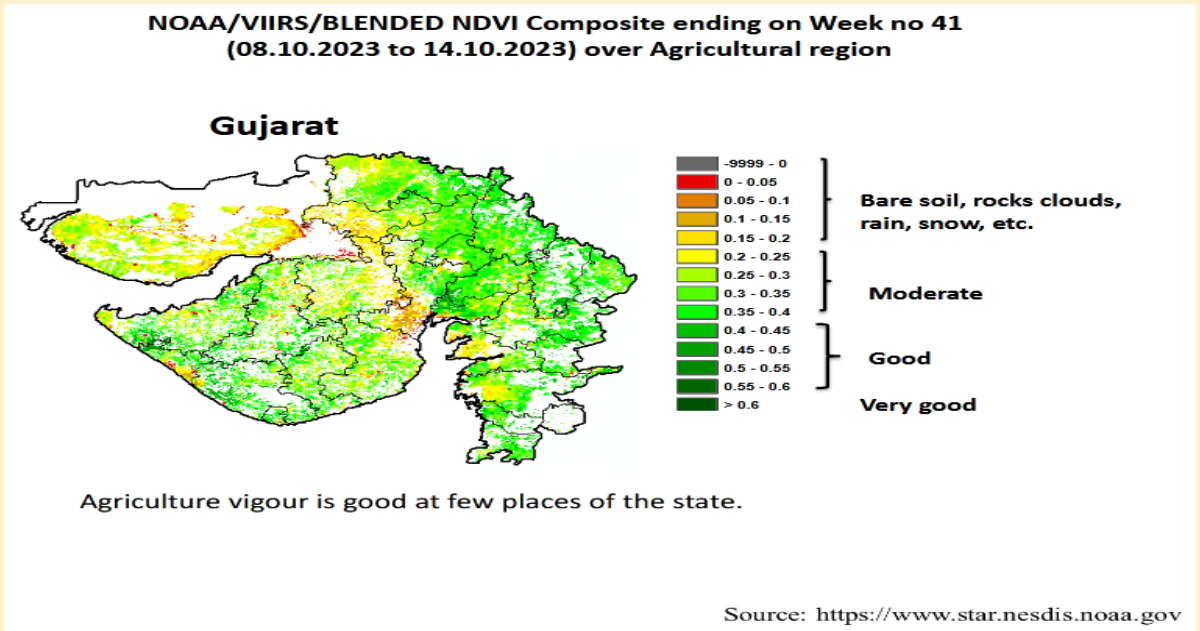 NOAA/VIIRS/BLENDED NDVI Composite ending on Week no 41
(08.10.2023 to 14.10.2023) over Agricultural region
Gujarat
-9999 - 0
0 - 0.05
0.05 - 0.1
0.1 - 0.15
0.15 - 0.2
0.2 - 0.25
0.25 - 0.3
0.3 - 0.35
0.35 - 0.4
0.4 - 0.45
0.45 - 0.5
0.5 - 0.55
0.55 - 0.6
> 0.6
Bare soil, rocks clouds,
rain, snow, etc.
Moderate
Good
Very good
Agriculture vigour is good at few places of the state.
Source: https://www.star.nesdis.noaa.gov